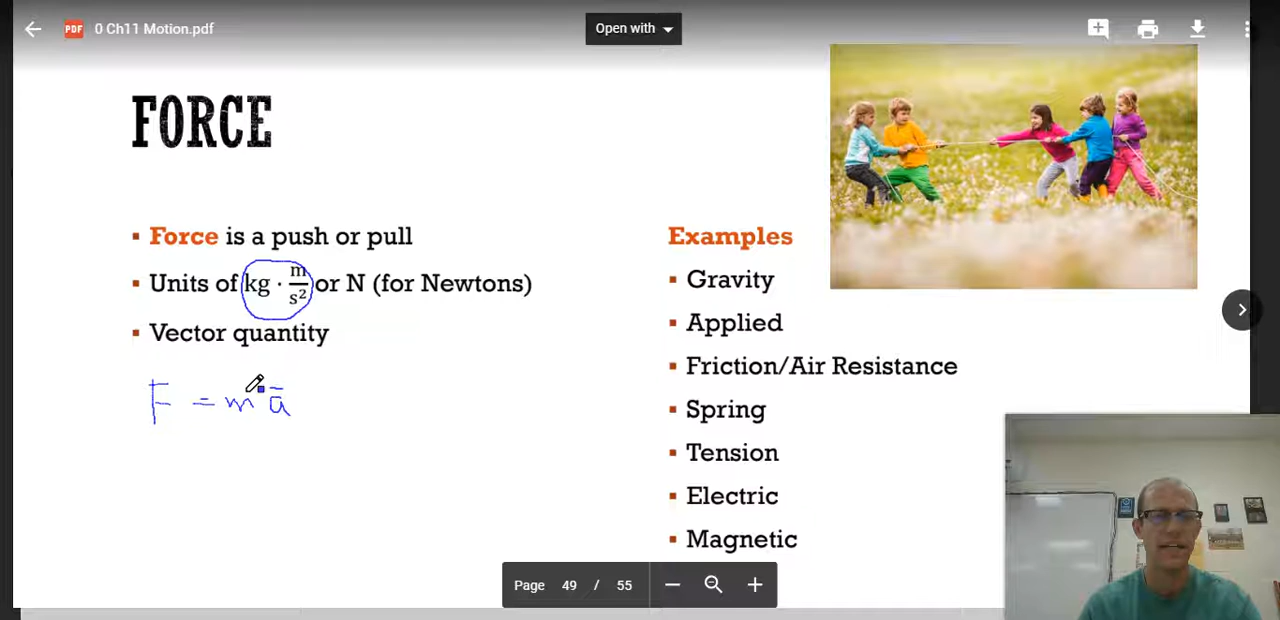 0 Ch11 Motion.pdf
Open with
FORCE
▪ Force is a push or pull
▪ Units of kg · m/s² or N (for Newtons)
▪ Vector quantity
F = m a̅
Examples
▪ Gravity
▪ Applied
▪ Friction/Air Resistance
▪ Spring
▪ Tension
▪ Electric
▪ Magnetic
Page 49 / 55